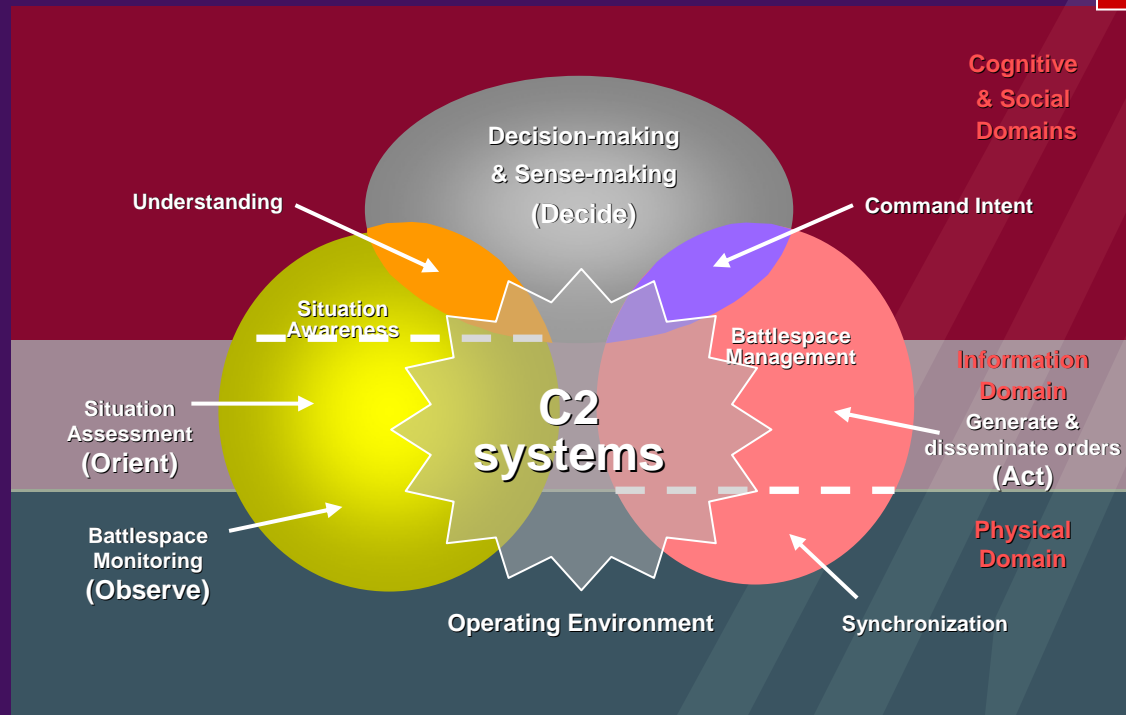 Cognitive
& Social
Domains
Decision-making
& Sense-making
(Decide)
Understanding
Command Intent
Situation
Awareness
Battlespace
Management
Information
Domain
C2
systems
Situation
Assessment
(Orient)
Generate &
disseminate orders
(Act)
Battlespace
Monitoring
(Observe)
Physical
Domain
Operating Environment
Synchronization